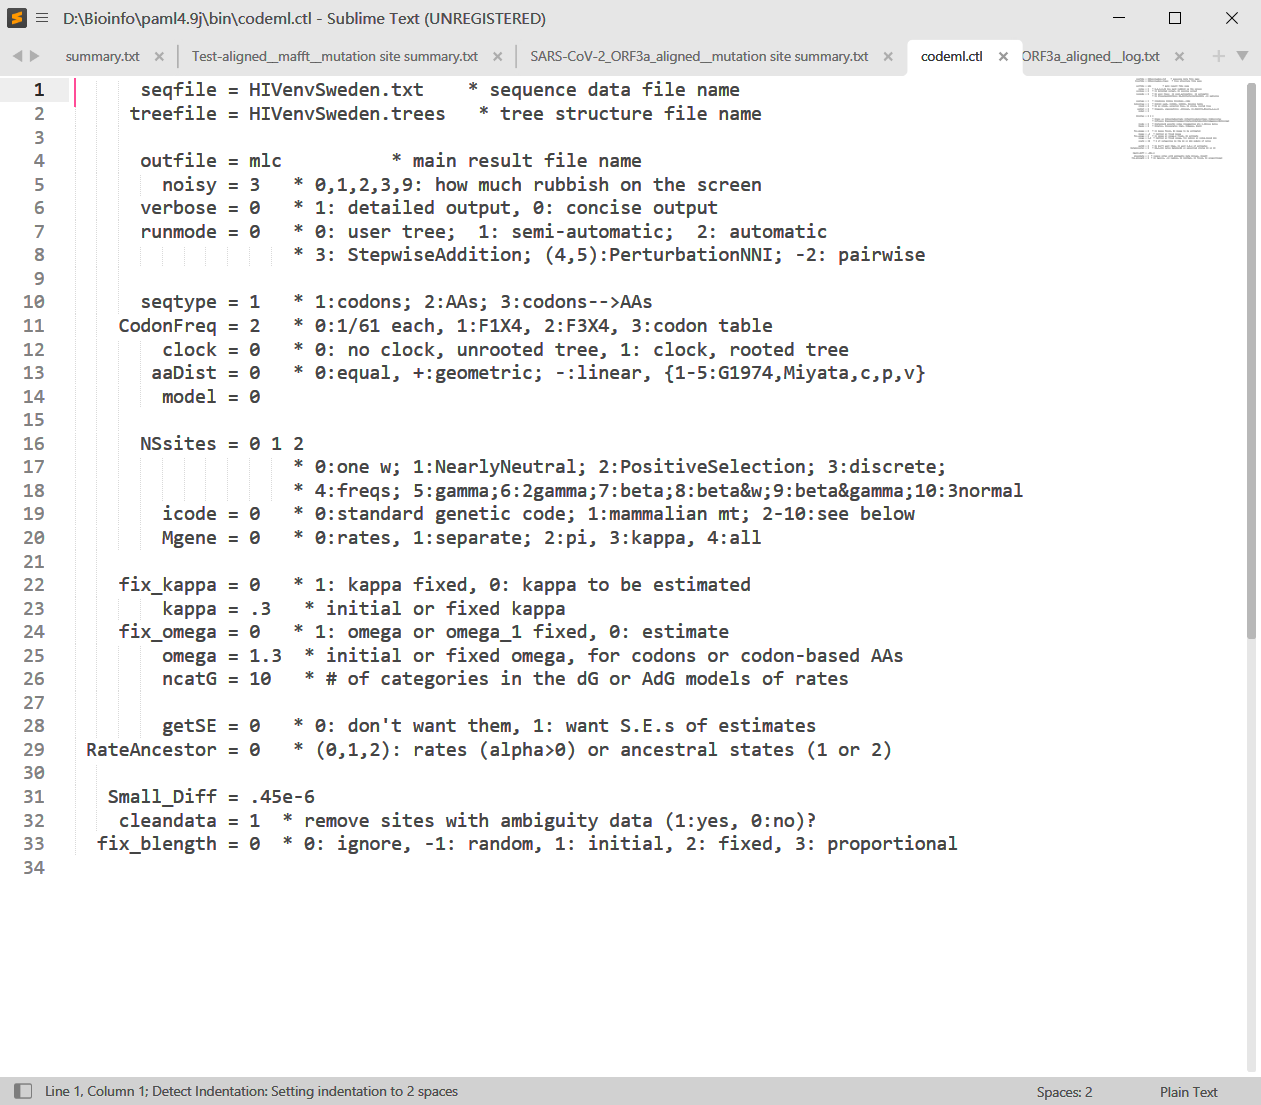 D:\Bioinfo\paml4.9j\bin\codeml.ctl - Sublime Text (UNREGISTERED)
summary.txt × Test-aligned__mafft__mutation site summary.txt × SARS-CoV-2_ORF3a_aligned__mutation site summary.txt × codeml.ctl × ORF3a_aligned__log.txt ×
1 seqfile = HIVenvSweden.txt * sequence data file name
2 treefile = HIVenvSweden.trees * tree structure file name
3
4 outfile = mlc * main result file name
5 noisy = 3 * 0,1,2,3,9: how much rubbish on the screen
6 verbose = 0 * 1: detailed output, 0: concise output
7 runmode = 0 * 0: user tree; 1: semi-automatic; 2: automatic
8 * 3: StepwiseAddition; (4,5):PerturbationNNI; -2: pairwise
9
10 seqtype = 1 * 1:codons; 2:AAs; 3:codons-->AAs
11 CodonFreq = 2 * 0:1/61 each, 1:F1X4, 2:F3X4, 3:codon table
12 clock = 0 * 0: no clock, unrooted tree, 1: clock, rooted tree
13 aaDist = 0 * 0:equal, +:geometric; -:linear, {1-5:G1974,Miyata,c,p,v}
14 model = 0
15
16 NSsites = 0 1 2
17 * 0:one w; 1:NearlyNeutral; 2:PositiveSelection; 3:discrete;
18 * 4:freqs; 5:gamma;6:2gamma;7:beta;8:beta&w;9:beta&gamma;10:3normal
19 icode = 0 * 0:standard genetic code; 1:mammalian mt; 2-10:see below
20 Mgene = 0 * 0:rates, 1:separate; 2:pi, 3:kappa, 4:all
21
22 fix_kappa = 0 * 1: kappa fixed, 0: kappa to be estimated
23 kappa = .3 * initial or fixed kappa
24 fix_omega = 0 * 1: omega or omega_1 fixed, 0: estimate
25 omega = 1.3 * initial or fixed omega, for codons or codon-based AAs
26 ncatG = 10 * # of categories in the dG or AdG models of rates
27
28 getSE = 0 * 0: don't want them, 1: want S.E.s of estimates
29 RateAncestor = 0 * (0,1,2): rates (alpha>0) or ancestral states (1 or 2)
30
31 Small_Diff = .45e-6
32 cleandata = 1 * remove sites with ambiguity data (1:yes, 0:no)?
33 fix_blength = 0 * 0: ignore, -1: random, 1: initial, 2: fixed, 3: proportional
34
Line 1, Column 1; Detect Indentation: Setting indentation to 2 spaces Spaces: 2 Plain Text